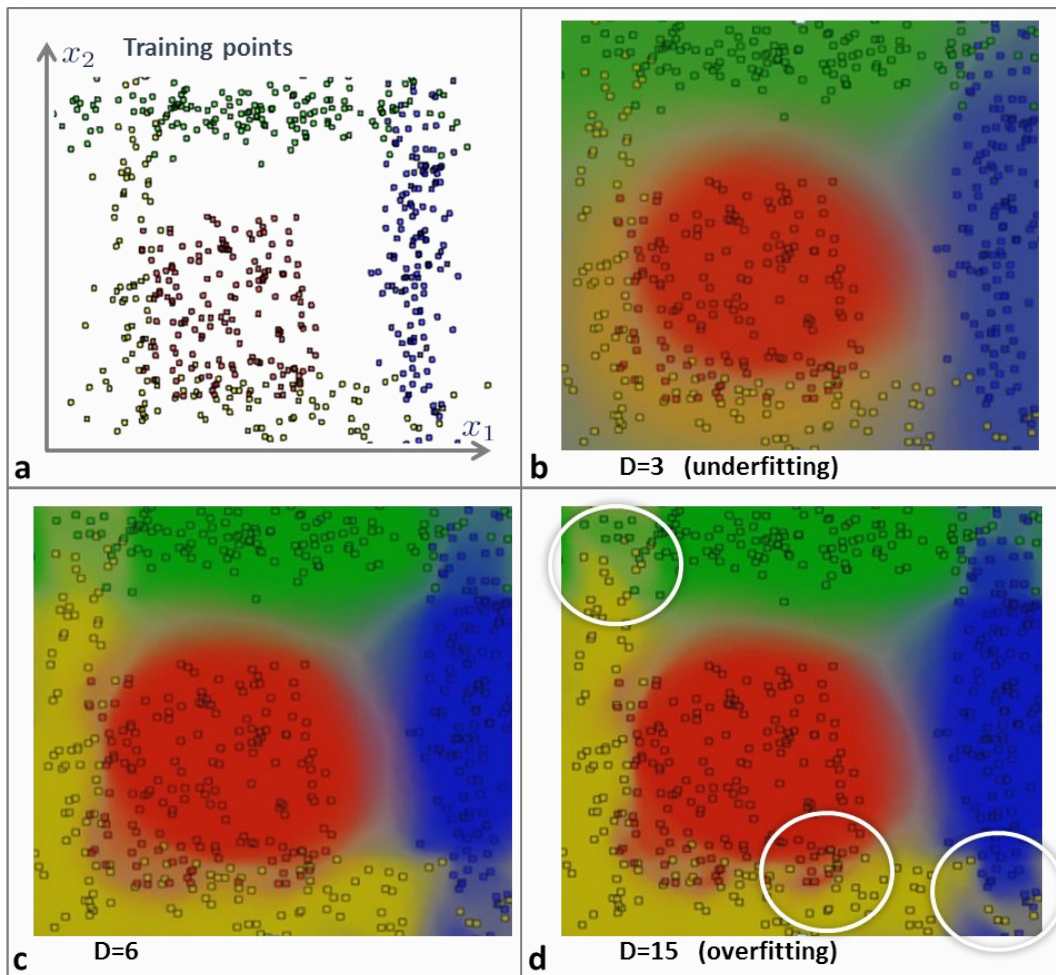 x₂ Training points
x₁
a
b D=3 (underfitting)
c D=6
d D=15 (overfitting)